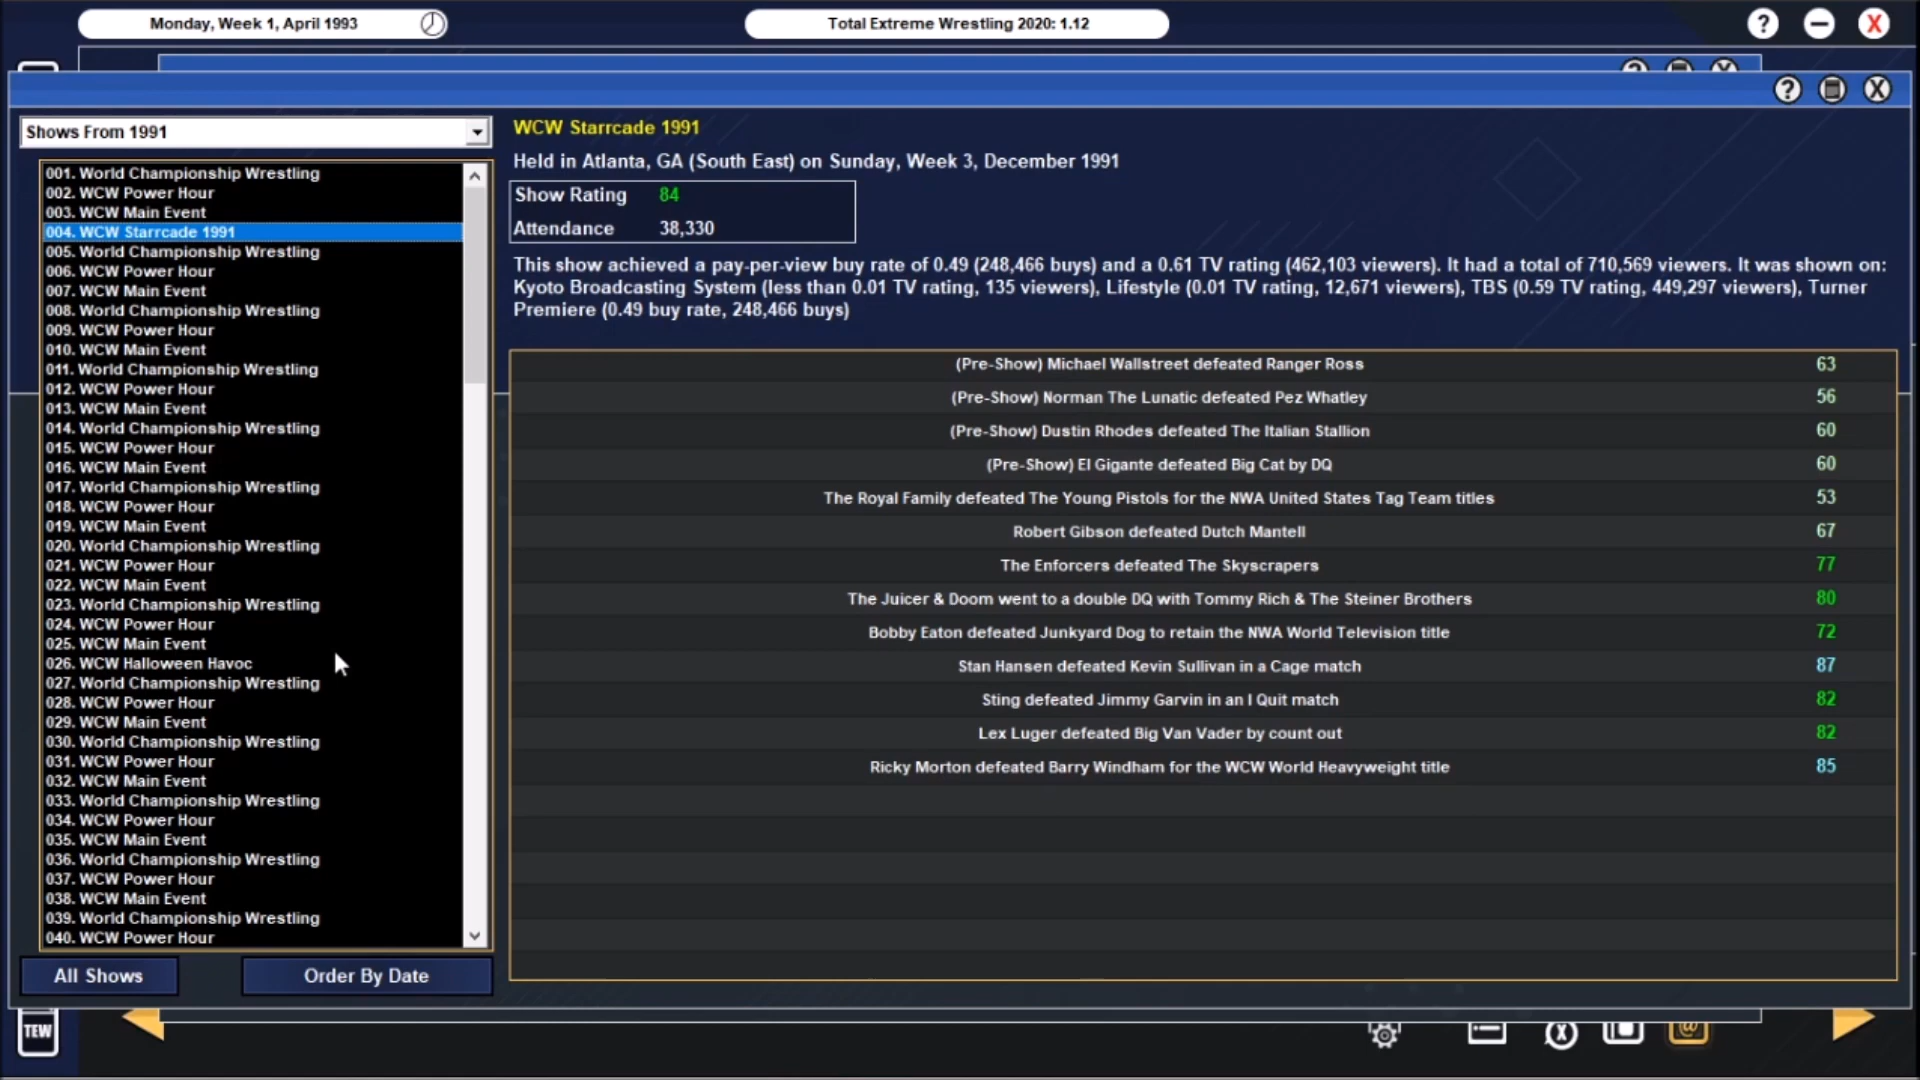 Monday, Week 1, April 1993
Total Extreme Wrestling 2020: 1.12
? X
? X
Shows From 1991
001. World Championship Wrestling
002. WCW Power Hour
003. WCW Main Event
004. WCW Starrcade 1991
005. World Championship Wrestling
006. WCW Power Hour
007. WCW Main Event
008. World Championship Wrestling
009. WCW Power Hour
010. WCW Main Event
011. World Championship Wrestling
012. WCW Power Hour
013. WCW Main Event
014. World Championship Wrestling
015. WCW Power Hour
016. WCW Main Event
017. World Championship Wrestling
018. WCW Power Hour
019. WCW Main Event
020. World Championship Wrestling
021. WCW Power Hour
022. WCW Main Event
023. World Championship Wrestling
024. WCW Power Hour
025. WCW Main Event
026. WCW Halloween Havoc
027. World Championship Wrestling
028. WCW Power Hour
029. WCW Main Event
030. World Championship Wrestling
031. WCW Power Hour
032. WCW Main Event
033. World Championship Wrestling
034. WCW Power Hour
035. WCW Main Event
036. World Championship Wrestling
037. WCW Power Hour
038. WCW Main Event
039. World Championship Wrestling
040. WCW Power Hour
All Shows
Order By Date
WCW Starrcade 1991
Held in Atlanta, GA (South East) on Sunday, Week 3, December 1991
Show Rating 84
Attendance 38,330
This show achieved a pay-per-view buy rate of 0.49 (248,466 buys) and a 0.61 TV rating (462,103 viewers). It had a total of 710,569 viewers. It was shown on:
Kyoto Broadcasting System (less than 0.01 TV rating, 135 viewers), Lifestyle (0.01 TV rating, 12,671 viewers), TBS (0.59 TV rating, 449,297 viewers), Turner
Premiere (0.49 buy rate, 248,466 buys)
(Pre-Show) Michael Wallstreet defeated Ranger Ross 63
(Pre-Show) Norman The Lunatic defeated Pez Whatley 56
(Pre-Show) Dustin Rhodes defeated The Italian Stallion 60
(Pre-Show) El Gigante defeated Big Cat by DQ 60
The Royal Family defeated The Young Pistols for the NWA United States Tag Team titles 53
Robert Gibson defeated Dutch Mantell 67
The Enforcers defeated The Skyscrapers 77
The Juicer & Doom went to a double DQ with Tommy Rich & The Steiner Brothers 80
Bobby Eaton defeated Junkyard Dog to retain the NWA World Television title 72
Stan Hansen defeated Kevin Sullivan in a Cage match 87
Sting defeated Jimmy Garvin in an I Quit match 82
Lex Luger defeated Big Van Vader by count out 82
Ricky Morton defeated Barry Windham for the WCW World Heavyweight title 85
TEW